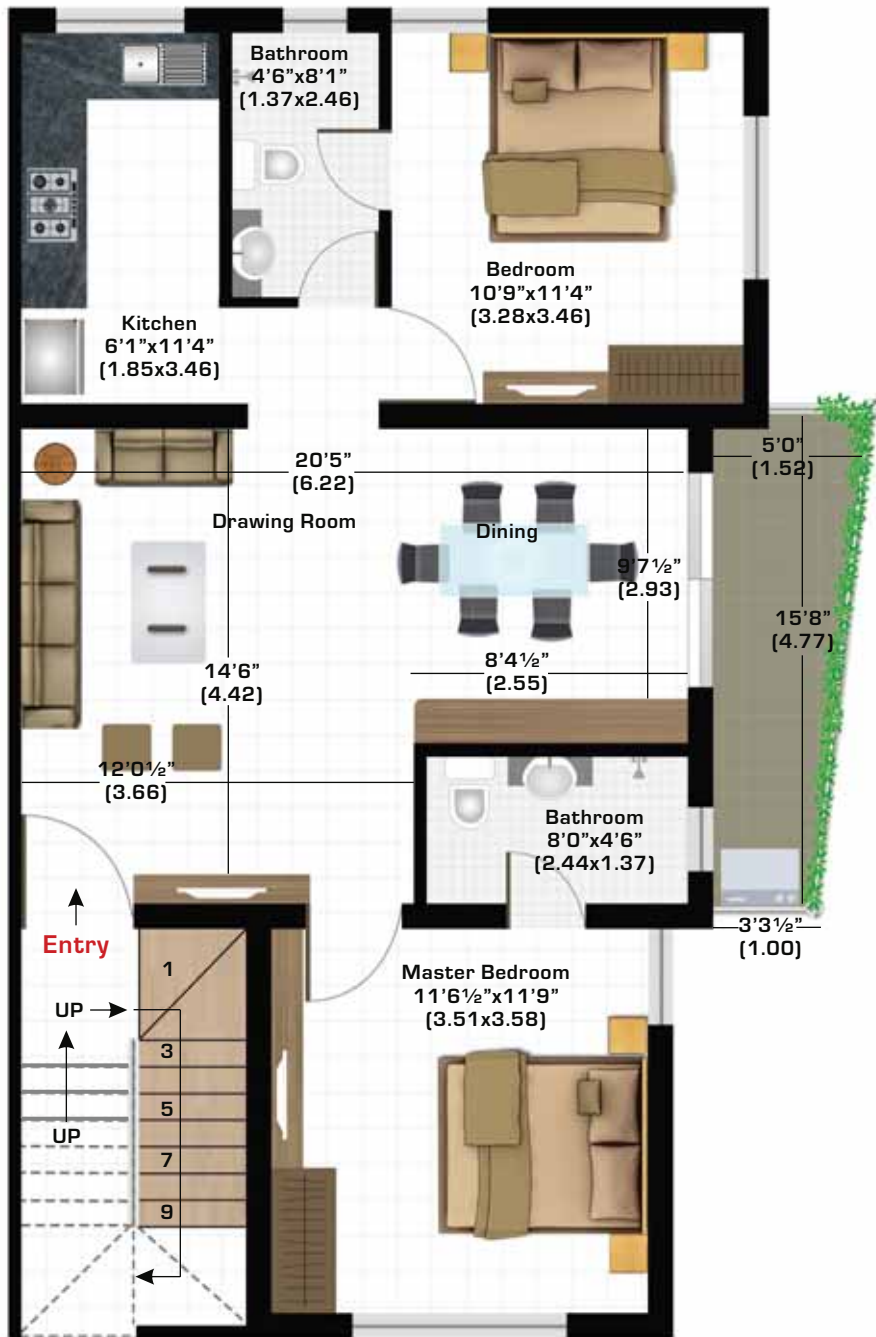 Bathroom
4’6”x8’1”
(1.37x2.46)
Bedroom
10’9”x11’4”
(3.28x3.46)
Kitchen
6’1”x11’4”
(1.85x3.46)
20’5”
(6.22)
5’0”
(1.52)
Drawing Room
Dining
9’7½”
(2.93)
15’8”
(4.77)
14’6”
(4.42)
8’4½”
(2.55)
12’0½”
(3.66)
Bathroom
8’0”x4’6”
(2.44x1.37)
3’3½”
(1.00)
Entry
Master Bedroom
11’6½”x11’9”
(3.51x3.58)
1
UP
3
5
UP
7
9